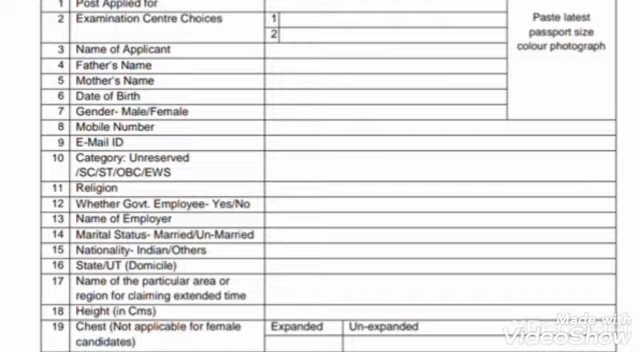 1 Post Applied for
2 Examination Centre Choices 1
2
Paste latest
passport size
colour photograph
3 Name of Applicant
4 Father's Name
5 Mother's Name
6 Date of Birth
7 Gender- Male/Female
8 Mobile Number
9 E-Mail ID
10 Category: Unreserved
/SC/ST/OBC/EWS
11 Religion
12 Whether Govt. Employee- Yes/No
13 Name of Employer
14 Marital Status- Married/Un-Married
15 Nationality- Indian/Others
16 State/UT (Domicile)
17 Name of the particular area or
region for claiming extended time
18 Height (in Cms)
19 Chest (Not applicable for female Expanded Un-expanded
candidates)
Made with
VideoShow